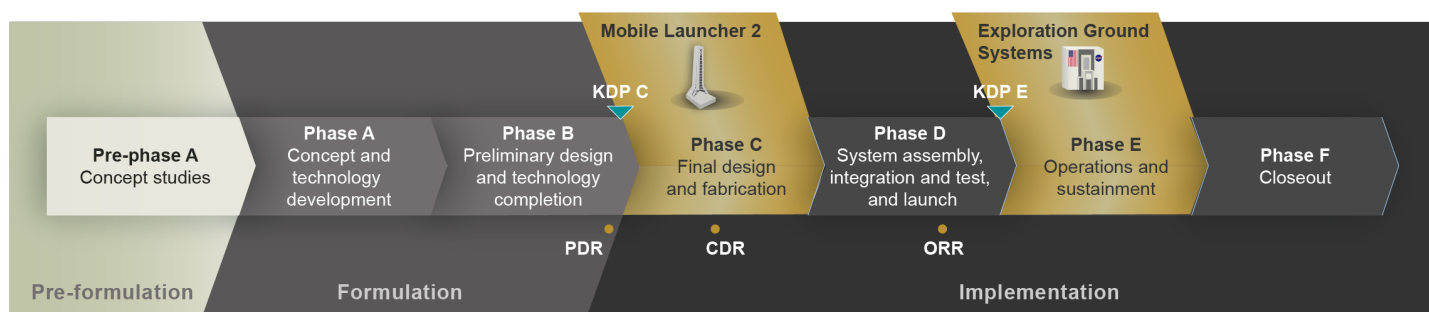 Mobile Launcher 2
Exploration Ground
Systems
KDP C
KDP E
Pre-phase A
Concept studies
Phase A
Concept and
technology
development
Phase B
Preliminary design
and technology
completion
Phase C
Final design
and fabrication
Phase D
System assembly,
integration and test,
and launch
Phase E
Operations and
sustainment
Phase F
Closeout
PDR
CDR
ORR
Pre-formulation
Formulation
Implementation